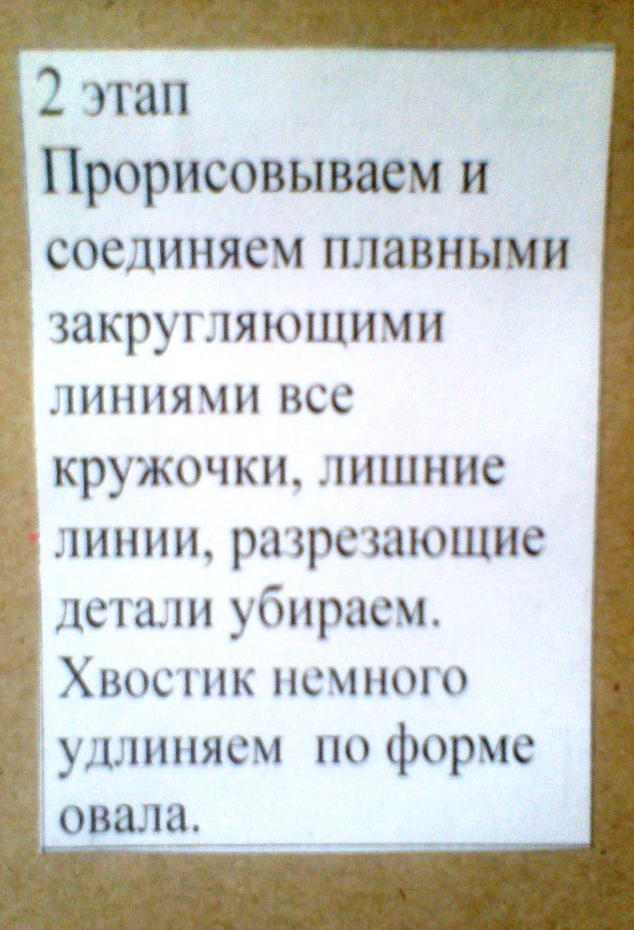 2 этап
Прорисовываем и
соединяем плавными
закругляющими
линиями все
кружочки, лишние
линии, разрезающие
детали убираем.
Хвостик немного
удлиняем  по форме
овала.